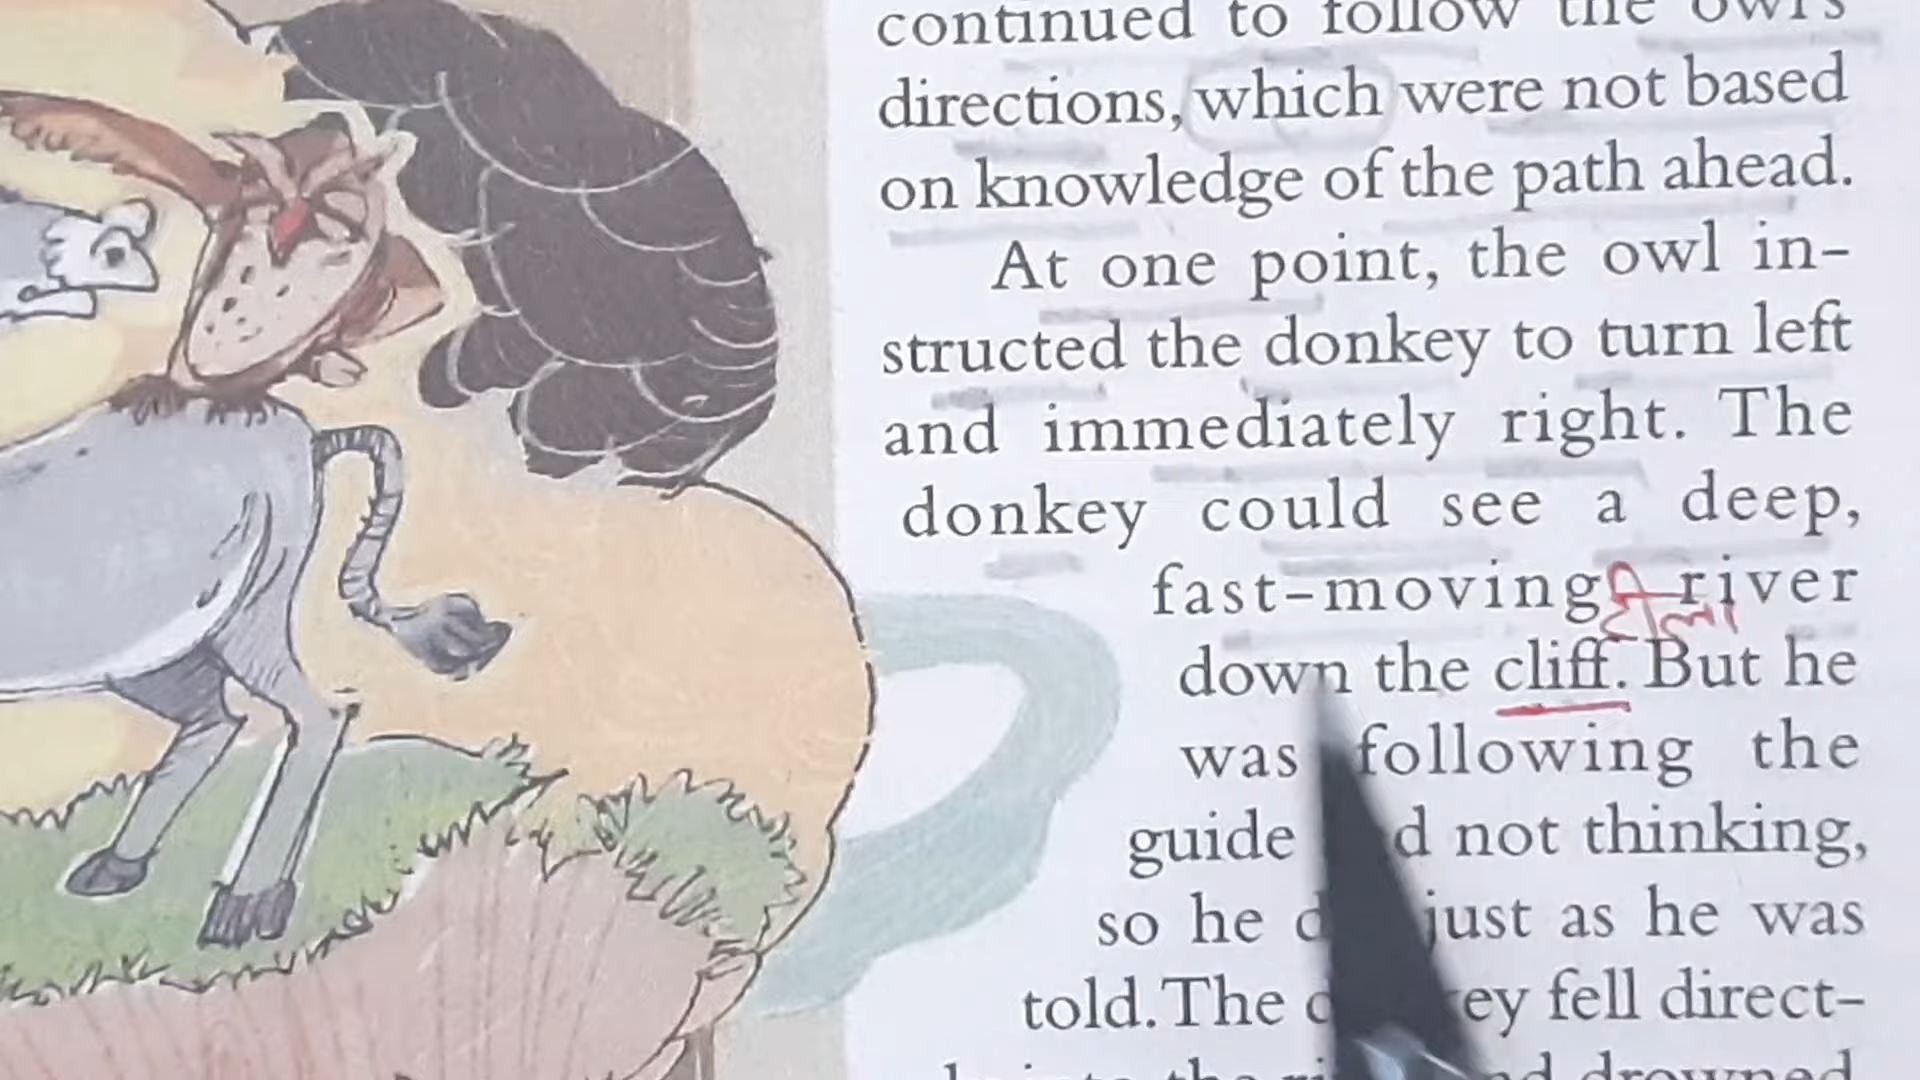 continued to follow the owl's
directions, which were not based
on knowledge of the path ahead.
At one point, the owl in-
structed the donkey to turn left
and immediately right. The
donkey could see a deep,
fast-moving river
down the cliff. But he
was following the
guide d not thinking,
so he d just as he was
told. The ey fell direct-
the drowned